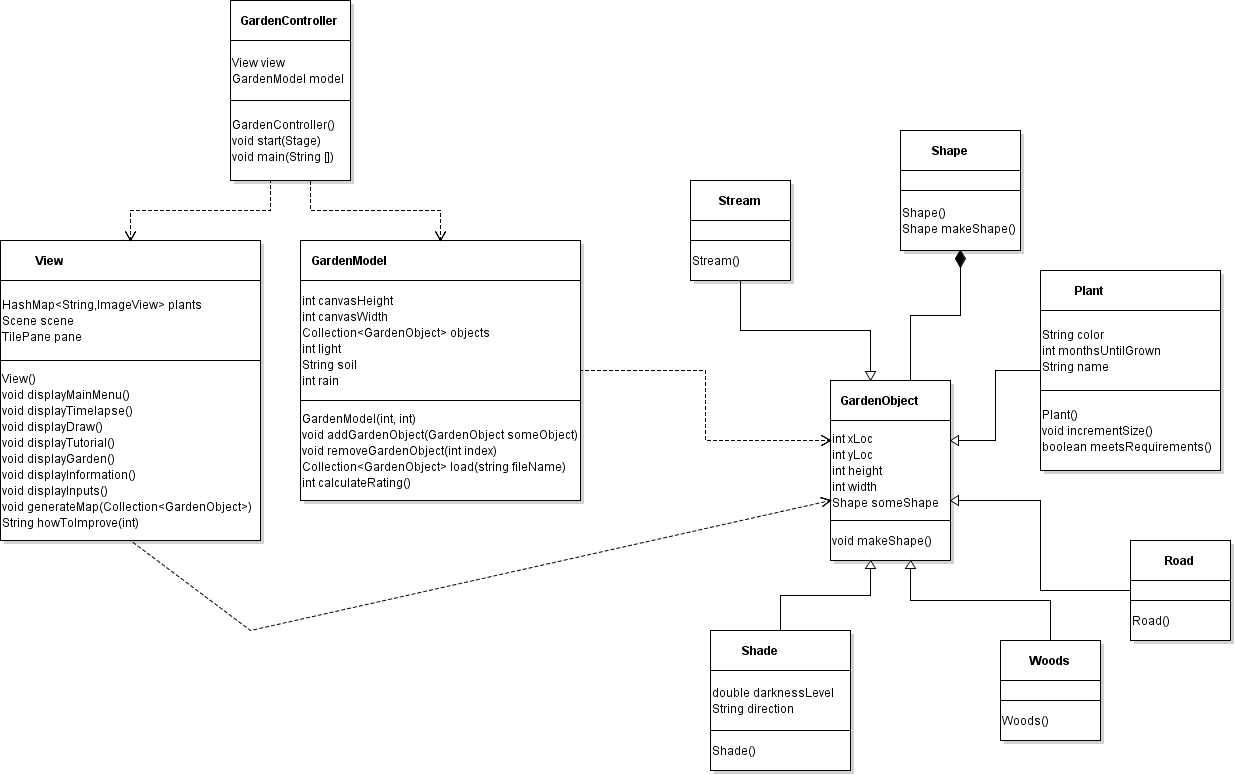 GardenController
View view
GardenModel model
GardenController()
void start(Stage)
void main(String [])
View
HashMap<String,ImageView> plants
Scene scene
TilePane pane
View()
void displayMainMenu()
void displayTimelapse()
void displayDraw()
void displayTutorial()
void displayGarden()
void displayInformation()
void displayInputs()
void generateMap(Collection<GardenObject>)
String howToImprove(int)
GardenModel
int canvasHeight
int canvasWidth
Collection<GardenObject> objects
int light
String soil
int rain
GardenModel(int, int)
void addGardenObject(GardenObject someObject)
void removeGardenObject(int index)
Collection<GardenObject> load(string fileName)
int calculateRating()
Stream
Stream()
Shape
Shape()
Shape makeShape()
Plant
String color
int monthsUntilGrown
String name
Plant()
void incrementSize()
boolean meetsRequirements()
GardenObject
int xLoc
int yLoc
int height
int width
Shape someShape
void makeShape()
Road
Road()
Shade
double darknessLevel
String direction
Shade()
Woods
Woods()